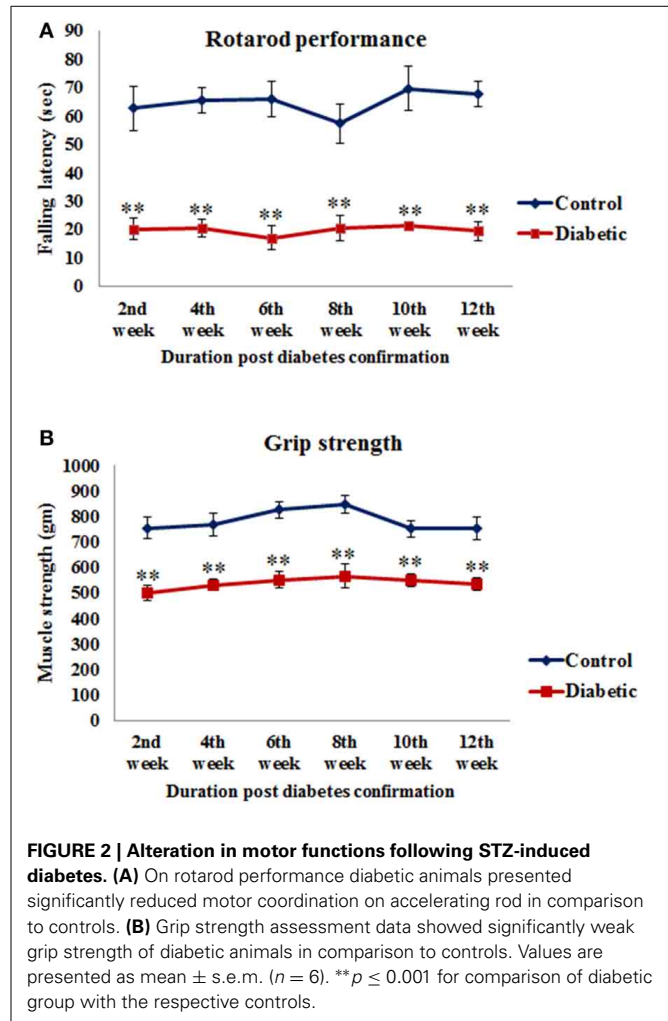 A
Rotarod performance
90
80
70
60
50
40
30
20
10
0
Falling latency (sec)
** ** ** ** ** **
Control
Diabetic
2nd week
4th week
6th week
8th week
10th week
12th week
Duration post diabetes confirmation
B
Grip strength
1000
900
800
700
600
500
400
300
200
100
0
Muscle strength (gm)
** ** ** ** ** **
Control
Diabetic
2nd week
4th week
6th week
8th week
10th week
12th week
Duration post diabetes confirmation
FIGURE 2 | Alteration in motor functions following STZ-induced
diabetes. (A) On rotarod performance diabetic animals presented
significantly reduced motor coordination on accelerating rod in comparison
to controls. (B) Grip strength assessment data showed significantly weak
grip strength of diabetic animals in comparison to controls. Values are
presented as mean ± s.e.m. (n = 6). **p ≤ 0.001 for comparison of diabetic
group with the respective controls.